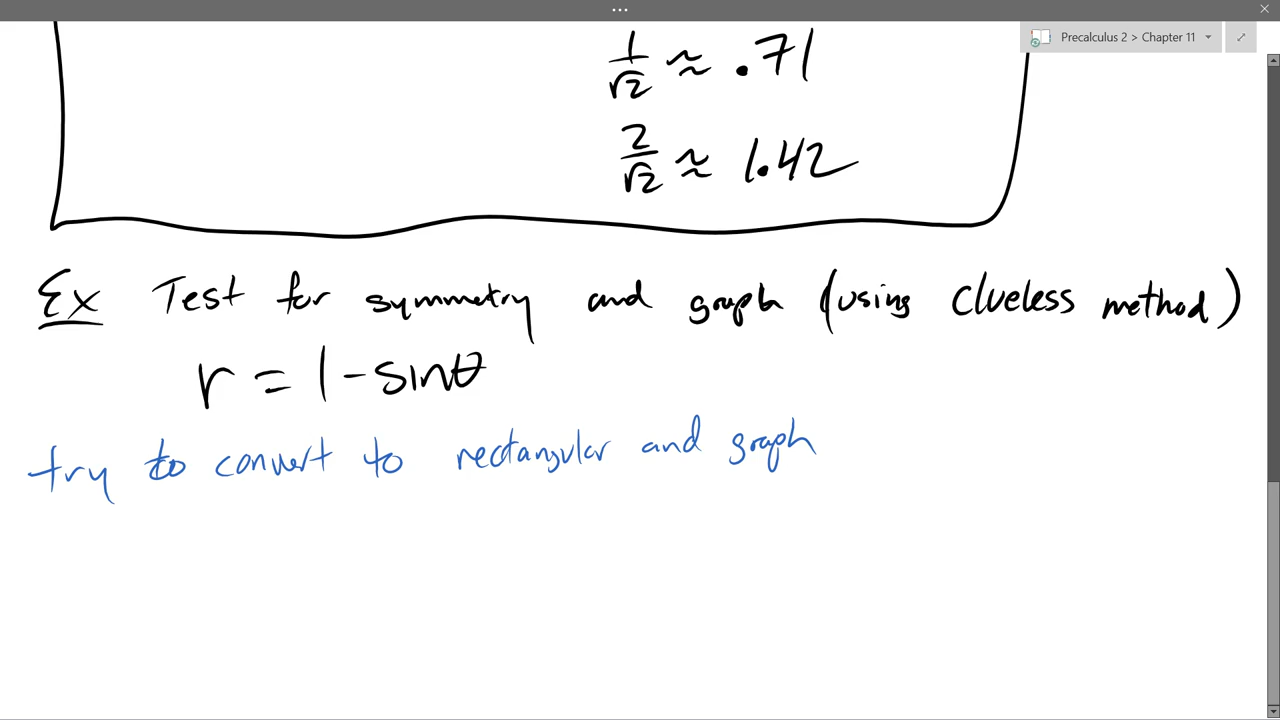 ...
Precalculus 2 > Chapter 11
1/√2 ≈ .71
2/√2 ≈ 1.42
Ex Test for symmetry and graph (using Clueless method)
r = 1 - sinθ
try to convert to rectangular and graph